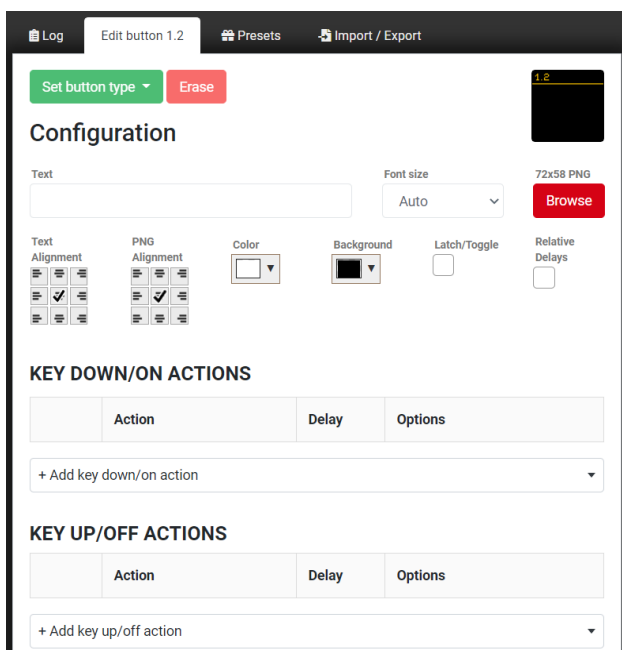 Log
Edit button 1.2
Presets
Import / Export
Set button type
Erase
1.2
Configuration
Text
Font size
72x58 PNG
Auto
Browse
Text
Alignment
PNG
Alignment
Color
Background
Latch/Toggle
Relative
Delays
KEY DOWN/ON ACTIONS
Action
Delay
Options
+ Add key down/on action
KEY UP/OFF ACTIONS
Action
Delay
Options
+ Add key up/off action